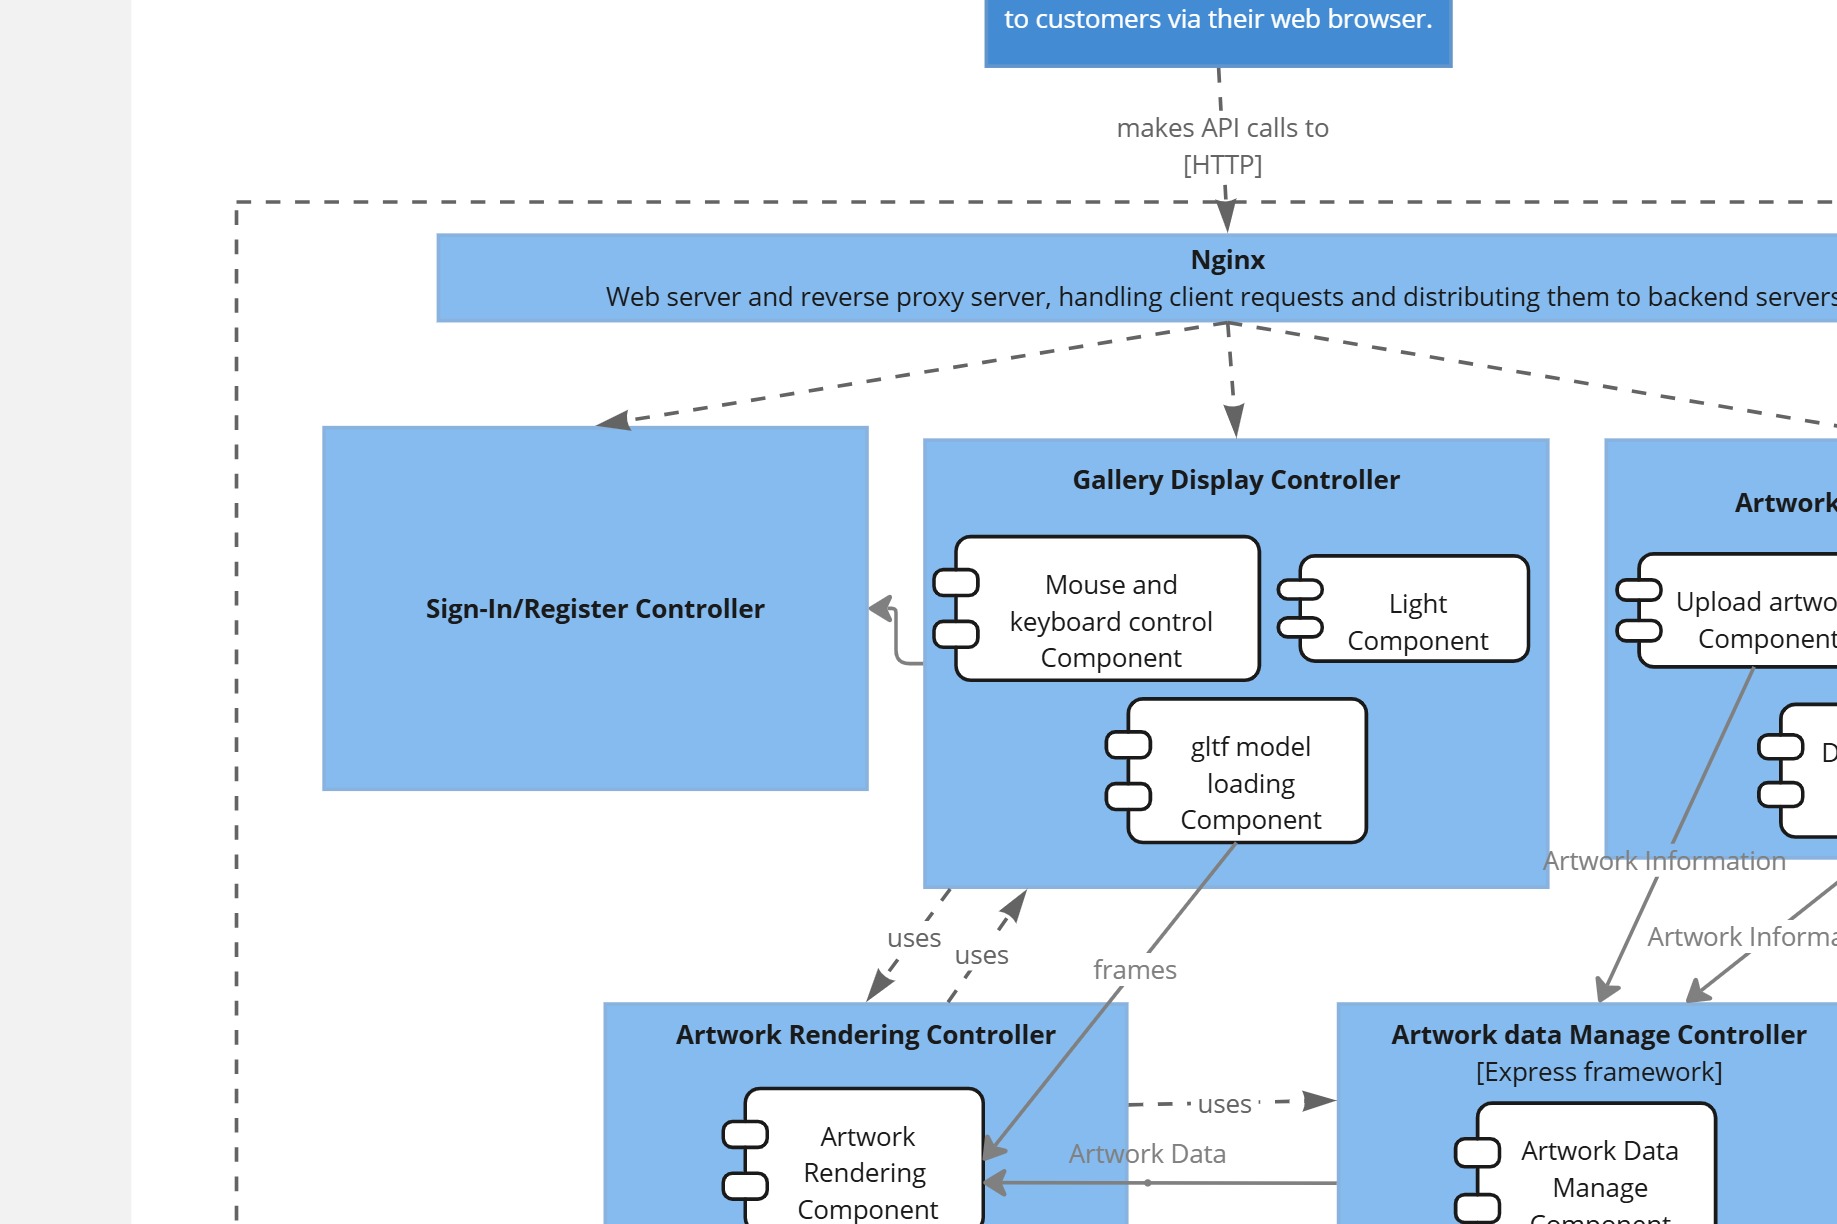 to customers via their web browser.
makes API calls to
[HTTP]
Nginx
Web server and reverse proxy server, handling client requests and distributing them to backend servers
Sign-In/Register Controller
Gallery Display Controller
Mouse and
keyboard control
Component
Light
Component
gltf model
loading
Component
Artwork
Upload artwo
Component
D
Artwork Information
Artwork Informa
uses
uses
frames
Artwork Rendering Controller
Artwork
Rendering
Component
uses
Artwork Data
Artwork data Manage Controller
[Express framework]
Artwork Data
Manage
Component